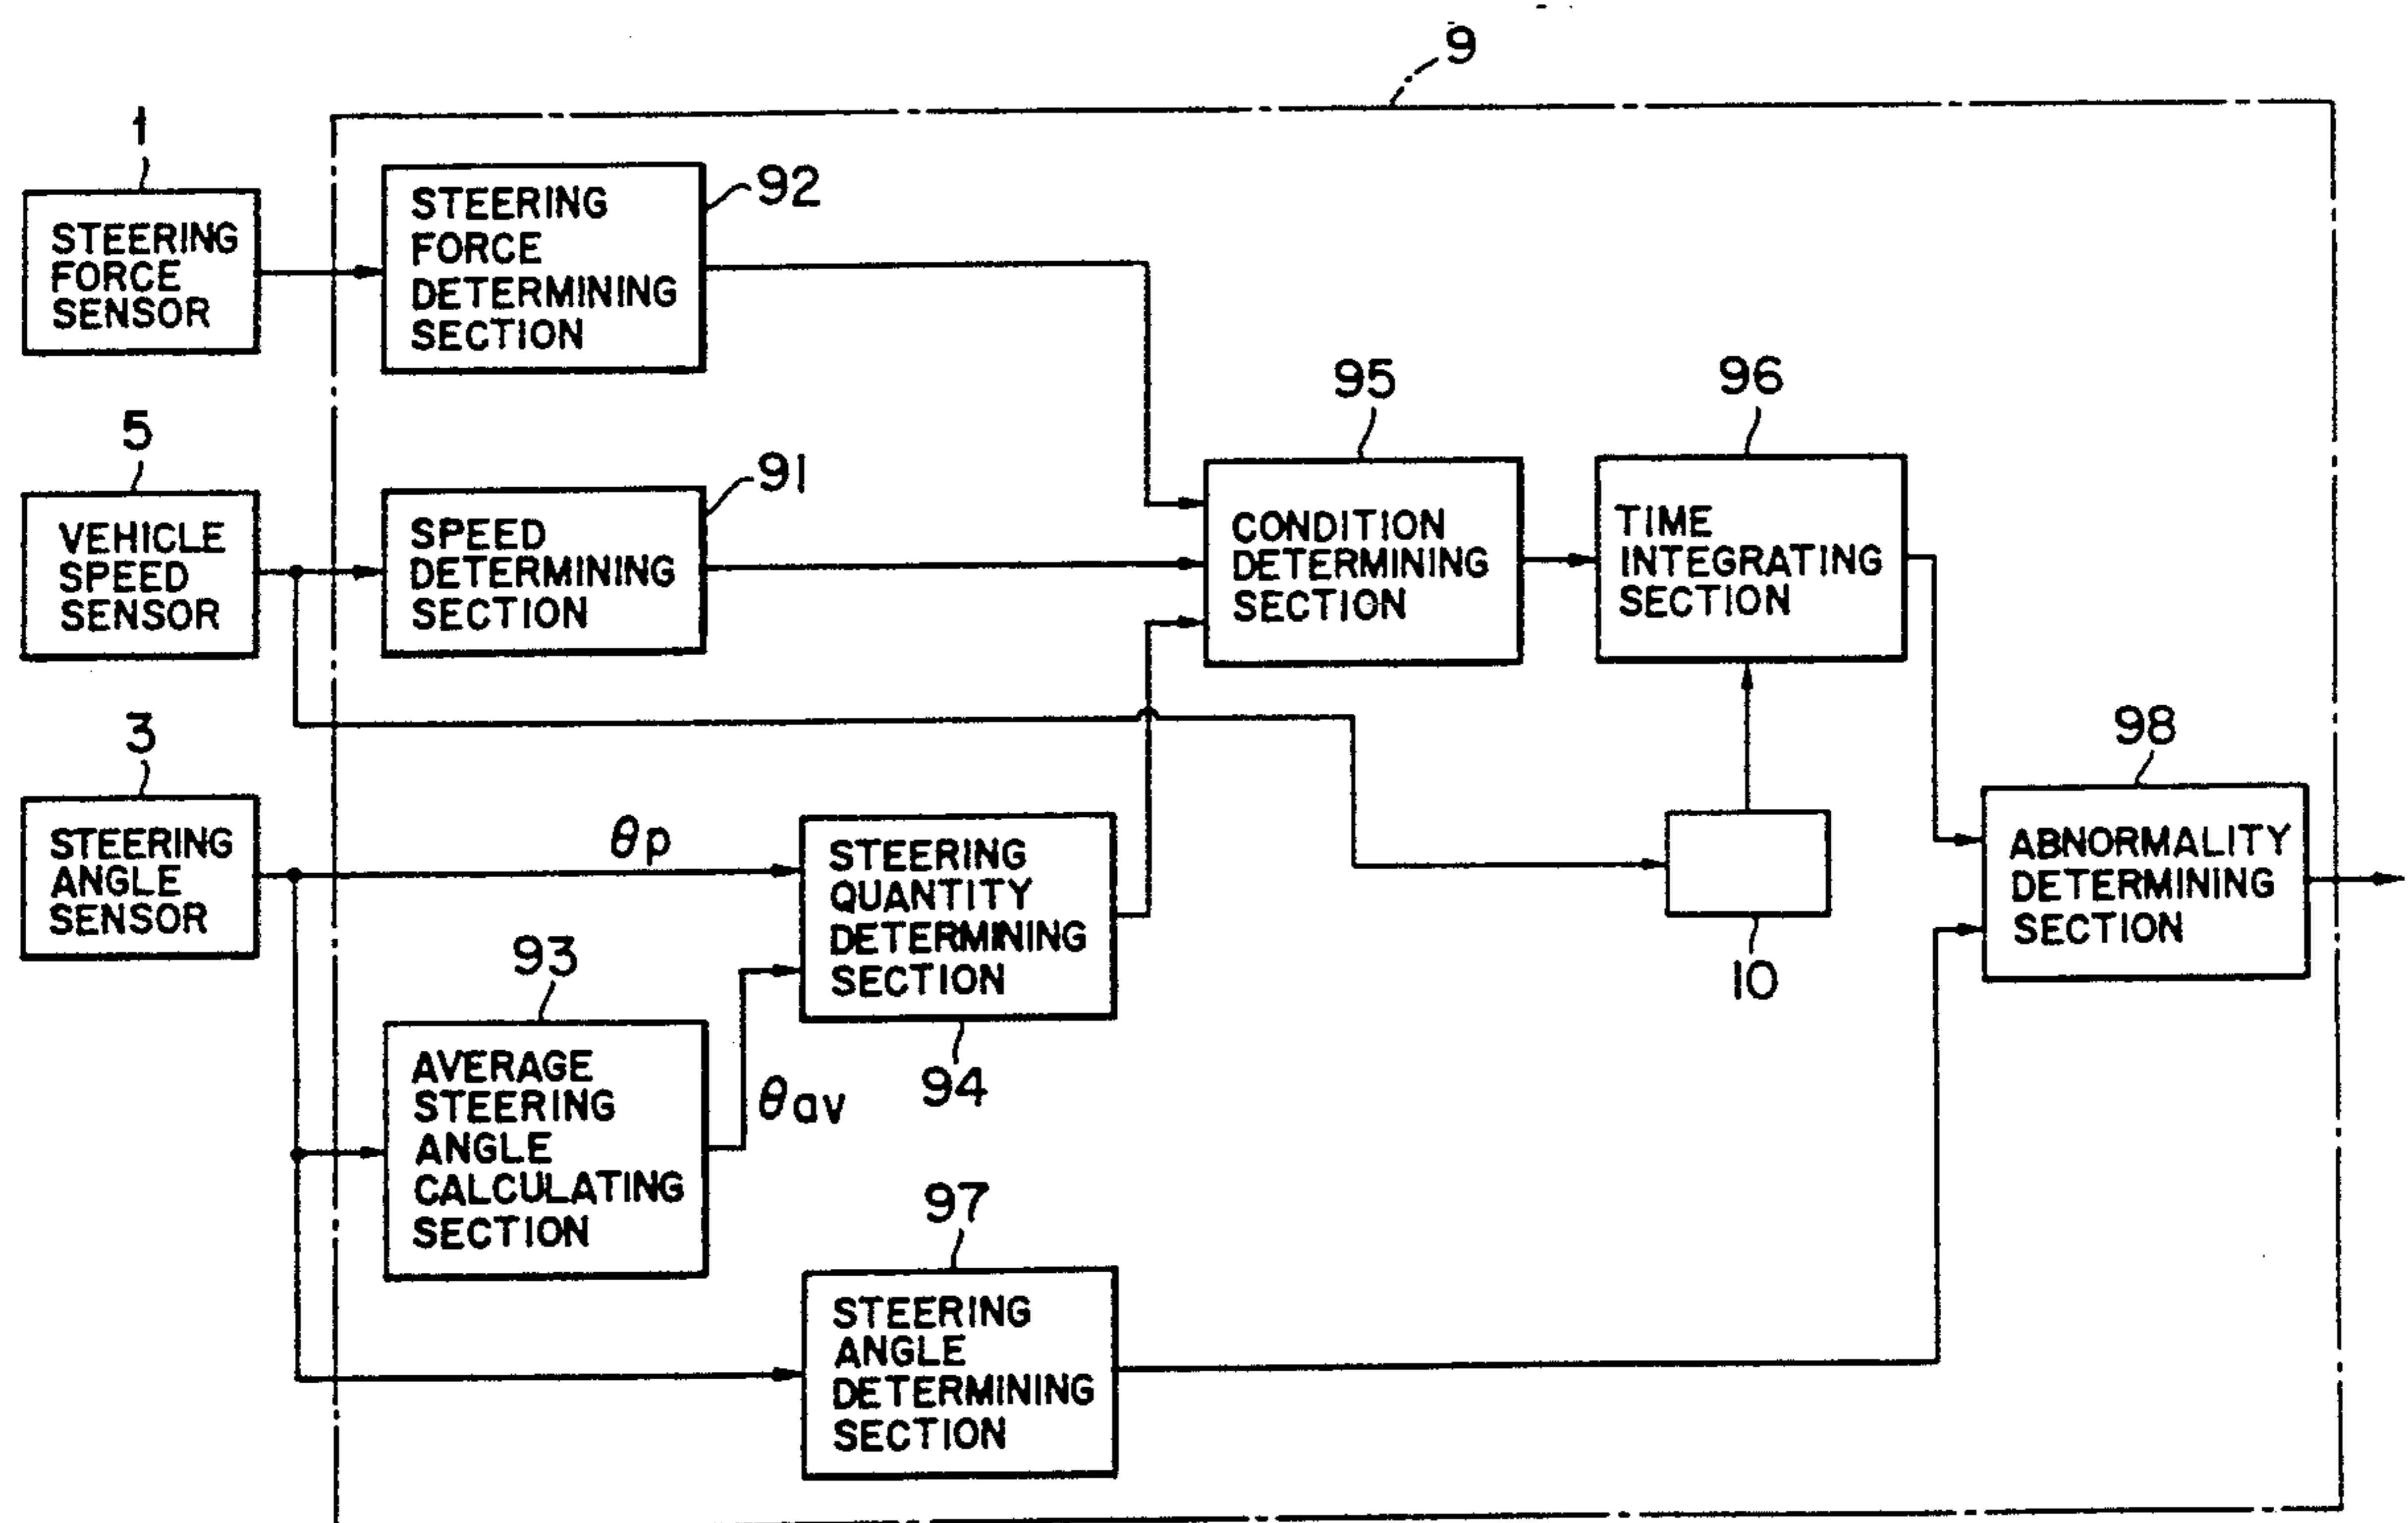 9
1
STEERING
FORCE
SENSOR
92
STEERING
FORCE
DETERMINING
SECTION
5
VEHICLE
SPEED
SENSOR
91
SPEED
DETERMINING
SECTION
95
CONDITION
DETERMINING
SECTION
96
TIME
INTEGRATING
SECTION
3
STEERING
ANGLE
SENSOR
θp
STEERING
QUANTITY
DETERMINING
SECTION
94
10
98
ABNORMALITY
DETERMINING
SECTION
93
AVERAGE
STEERING
ANGLE
CALCULATING
SECTION
θav
97
STEERING
ANGLE
DETERMINING
SECTION